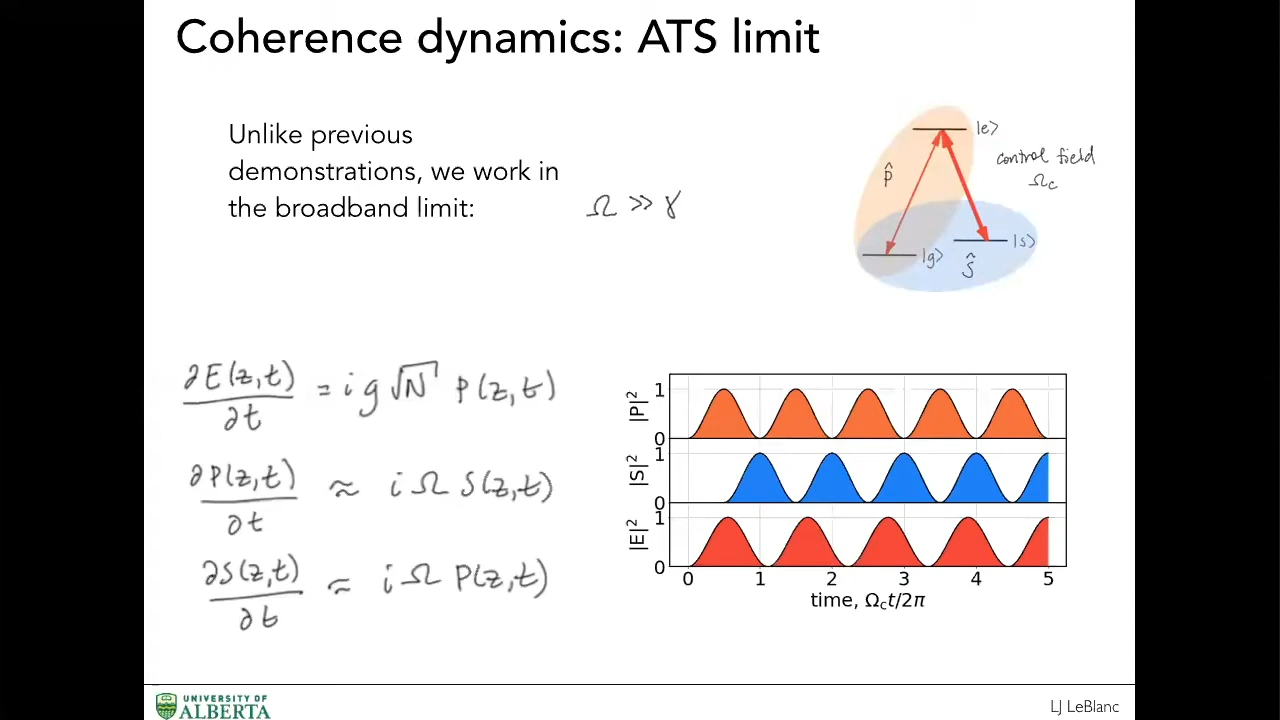 Coherence dynamics: ATS limit
Unlike previous
demonstrations, we work in
the broadband limit:
Ω ≫ γ
|e⟩
control field
Ω_c
p̂
|g⟩
|s⟩
ŝ
∂E(z,t)/∂t = i g √N P(z,t)
∂P(z,t)/∂t ≈ i Ω S(z,t)
∂S(z,t)/∂t ≈ i Ω P(z,t)
|P|²
1
0
|S|²
1
0
|E|²
1
0
0 1 2 3 4 5
time, Ω_c t/2π
UNIVERSITY OF
ALBERTA
LJ LeBlanc